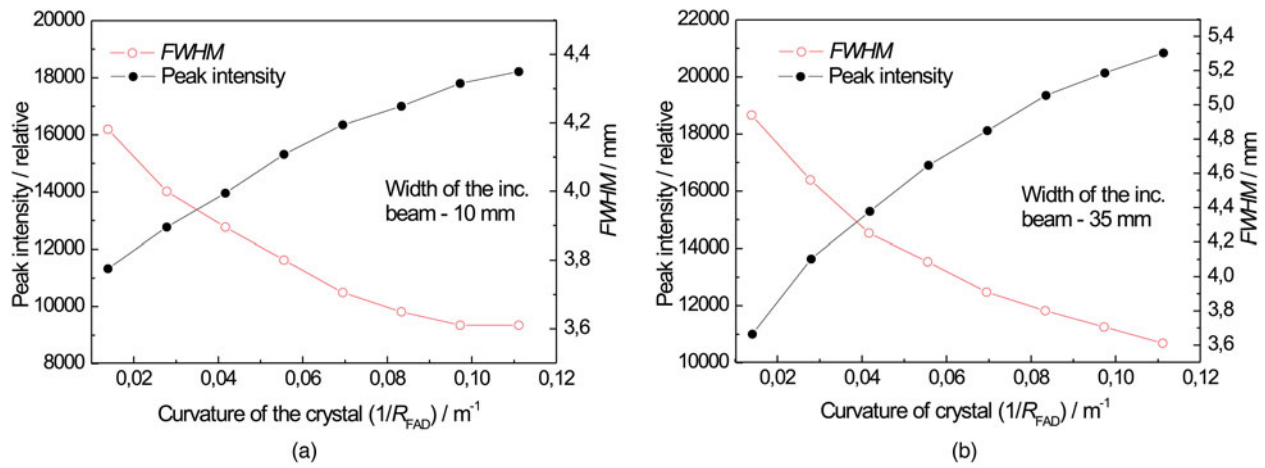 20000
18000
16000
14000
12000
10000
8000
Peak intensity / relative
FWHM
Peak intensity
Width of the inc.
beam - 10 mm
4,4
4,2
4,0
3,8
3,6
FWHM / mm
0,02 0,04 0,06 0,08 0,10 0,12
Curvature of the crystal (1/R_FAD) / m⁻¹
(a)
22000
20000
18000
16000
14000
12000
10000
Peak intensity / relative
FWHM
Peak intensity
Width of the inc.
beam - 35 mm
5,4
5,2
5,0
4,8
4,6
4,4
4,2
4,0
3,8
3,6
FWHM / mm
0,02 0,04 0,06 0,08 0,10 0,12
Curvature of crystal (1/R_FAD) / m⁻¹
(b)